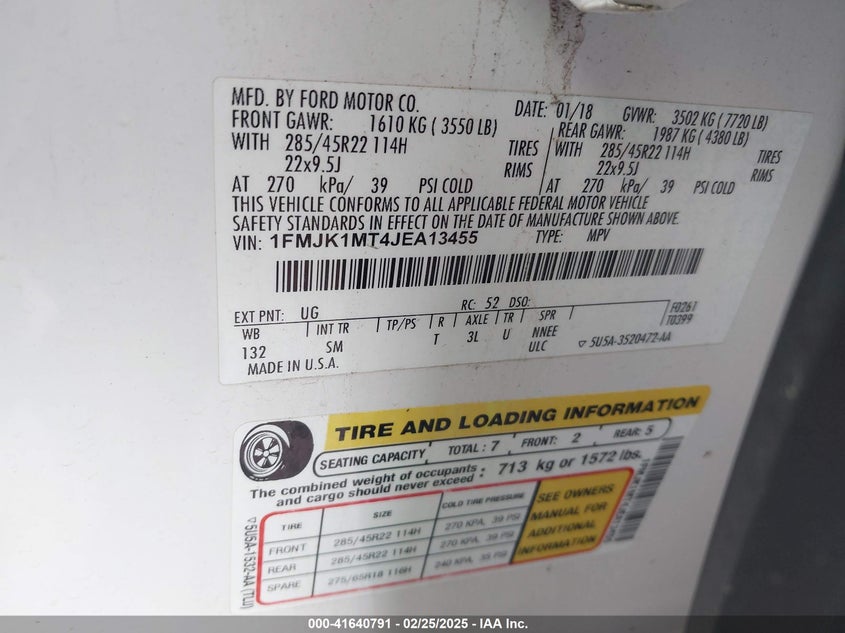 MFD. BY FORD MOTOR CO. DATE: 01/18 GVWR: 3502 KG ( 7720 LB)
FRONT GAWR: 1610 KG ( 3550 LB) REAR GAWR: 1987 KG ( 4380 LB)
WITH 285/45R22 114H TIRES WITH 285/45R22 114H TIRES
22x9.5J RIMS 22x9.5J RIMS
AT 270 kPa/ 39 PSI COLD AT 270 kPa/ 39 PSI COLD
THIS VEHICLE CONFORMS TO ALL APPLICABLE FEDERAL MOTOR VEHICLE
SAFETY STANDARDS IN EFFECT ON THE DATE OF MANUFACTURE SHOWN ABOVE.
VIN: 1FMJK1MT4JEA13455 TYPE: MPV
EXT PNT: UG RC: 52 DSO: F0261
WB INT TR TP/PS R AXLE TR SPR T0399
132 SM T 3L U NNEE
ULC ▽ 5U5A-3520472-AA
MADE IN U.S.A.
TIRE AND LOADING INFORMATION
SEATING CAPACITY TOTAL: 7 FRONT: 2 REAR: 5
The combined weight of occupants and cargo should never exceed : 713 kg or 1572 lbs.
TIRE SIZE COLD TIRE PRESSURE
FRONT 285/45R22 114H 270 KPA, 39 PSI
REAR 285/45R22 114H 270 KPA, 39 PSI
SPARE 275/65R18 116H 240 KPA, 35 PSI
SEE OWNERS
MANUAL FOR
ADDITIONAL
INFORMATION
▽5U5A-1532-AA (TLU)
000-41640791 - 02/25/2025 - IAA Inc.